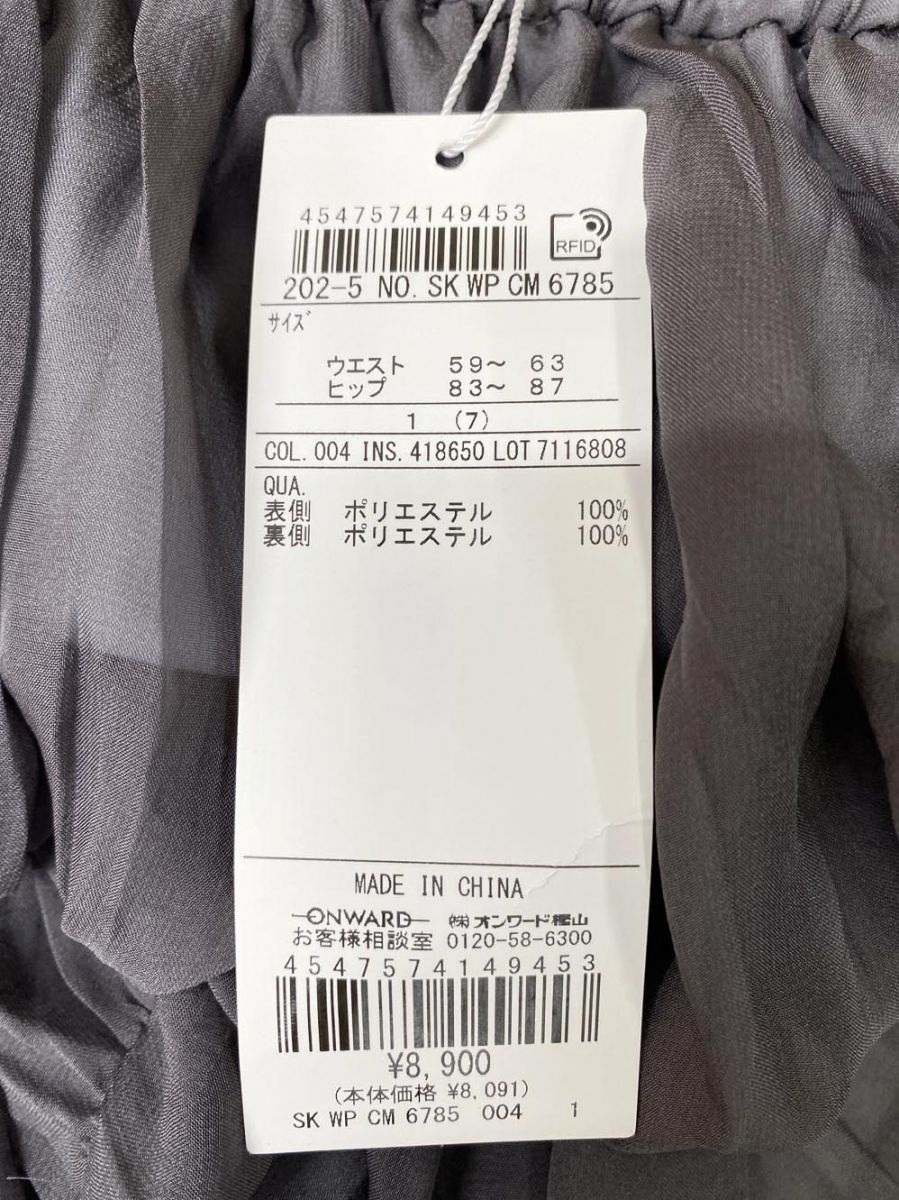 4547574149453
RFID
202-5 NO. SK WP CM 6785
ｻｲｽﾞ
ウエスト 59〜 63
ヒップ 83〜 87
1 (7)
COL. 004 INS. 418650 LOT 7116808
QUA.
表側 ポリエステル 100%
裏側 ポリエステル 100%
MADE IN CHINA
ONWARD ㈱オンワード樫山
お客様相談室 0120-58-6300
4547574149453
¥8,900
(本体価格 ¥8,091)
SK WP CM 6785 004 1